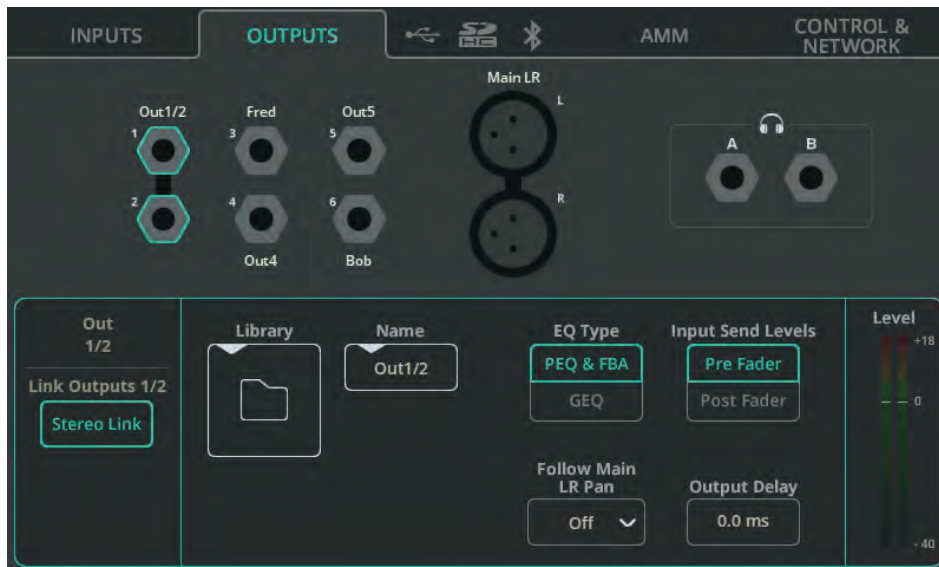 INPUTS
OUTPUTS
SD
HC
AMM
CONTROL &
NETWORK
Main LR
L
R
Out1/2
Fred
Out5
1
3
5
2
4
6
Out4
Bob
A
B
Out
1/2
Link Outputs 1/2
Stereo Link
Library
Name
Out1/2
EQ Type
PEQ & FBA
GEQ
Input Send Levels
Pre Fader
Post Fader
Follow Main
LR Pan
Off
Output Delay
0.0 ms
Level
+18
0
- 40